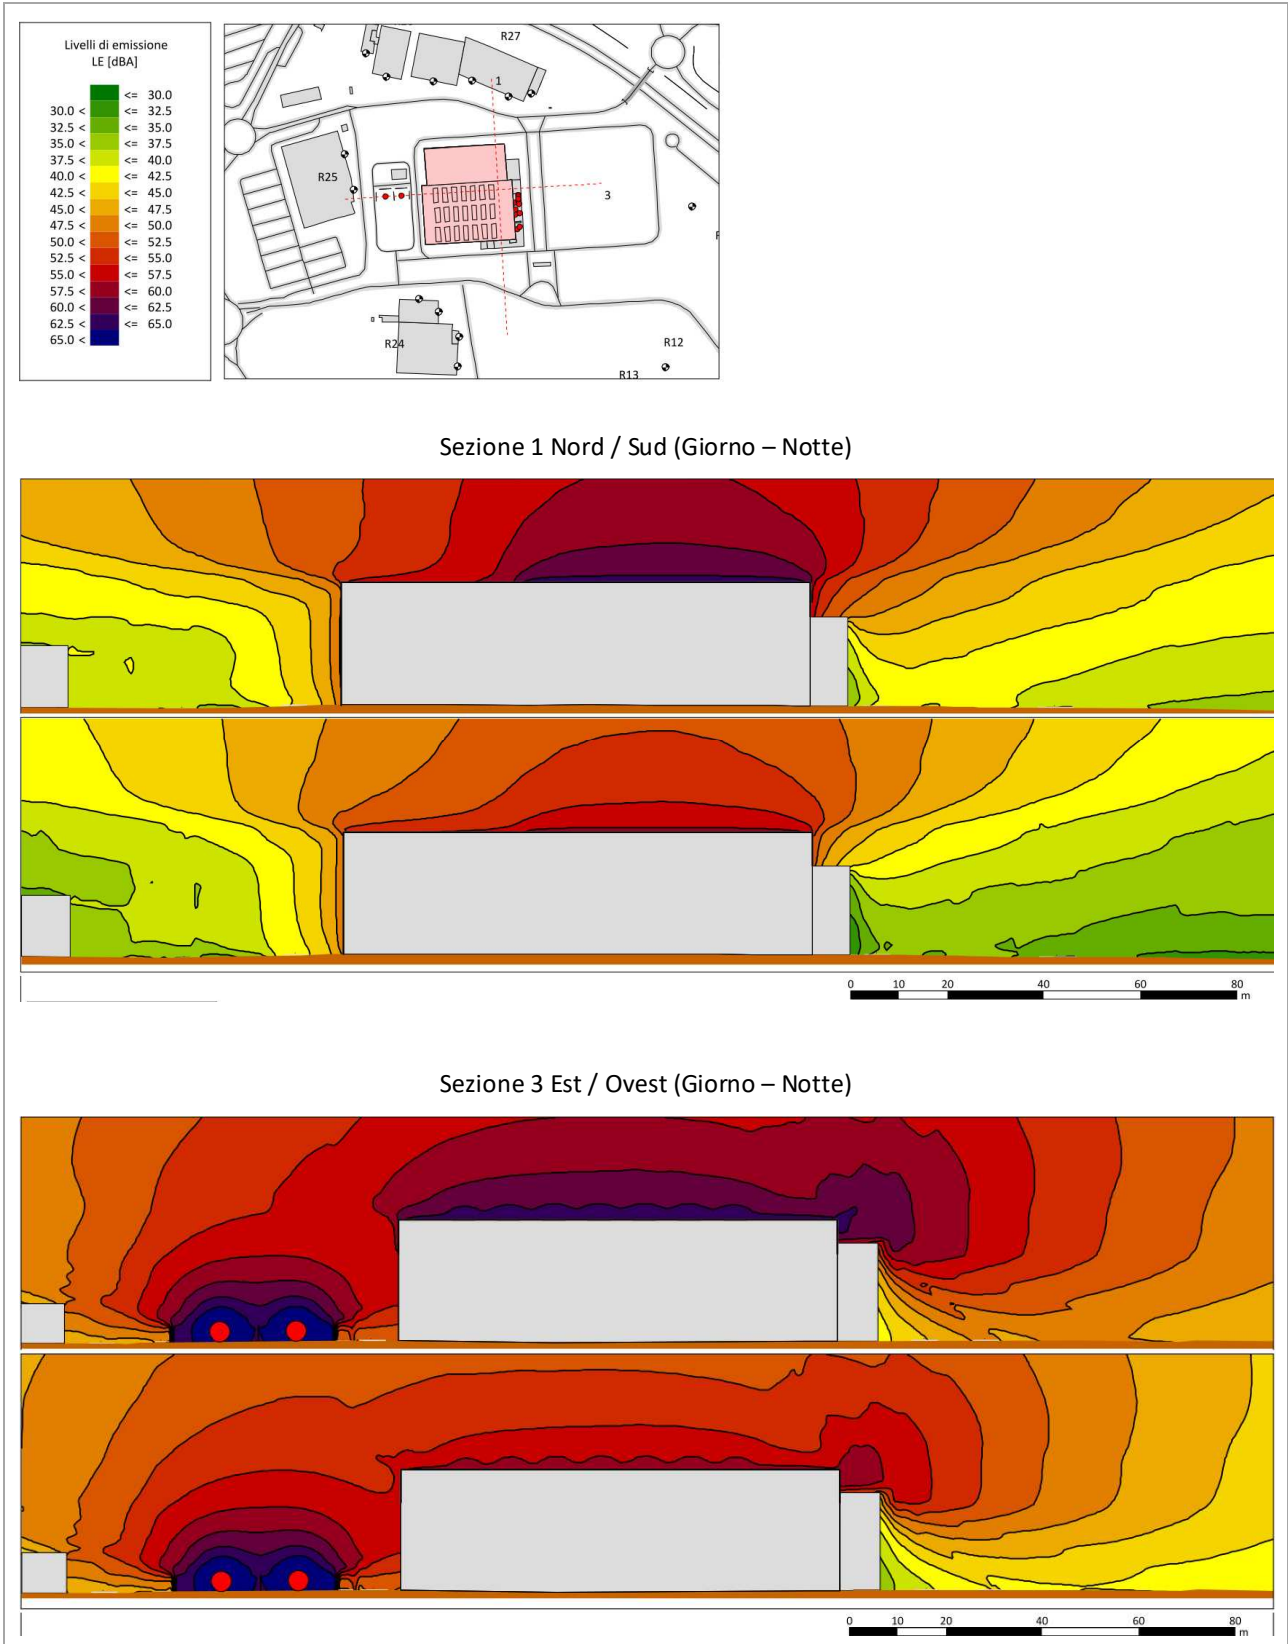 Livelli di emissione
LE [dBA]
<= 30.0
30.0 < <= 32.5
32.5 < <= 35.0
35.0 < <= 37.5
37.5 < <= 40.0
40.0 < <= 42.5
42.5 < <= 45.0
45.0 < <= 47.5
47.5 < <= 50.0
50.0 < <= 52.5
52.5 < <= 55.0
55.0 < <= 57.5
57.5 < <= 60.0
60.0 < <= 62.5
62.5 < <= 65.0
65.0 <
R27
1
R25
3
R24
R12
R13
Sezione 1 Nord / Sud (Giorno – Notte)
0 10 20 40 60 80
m
Sezione 3 Est / Ovest (Giorno – Notte)
0 10 20 40 60 80
m